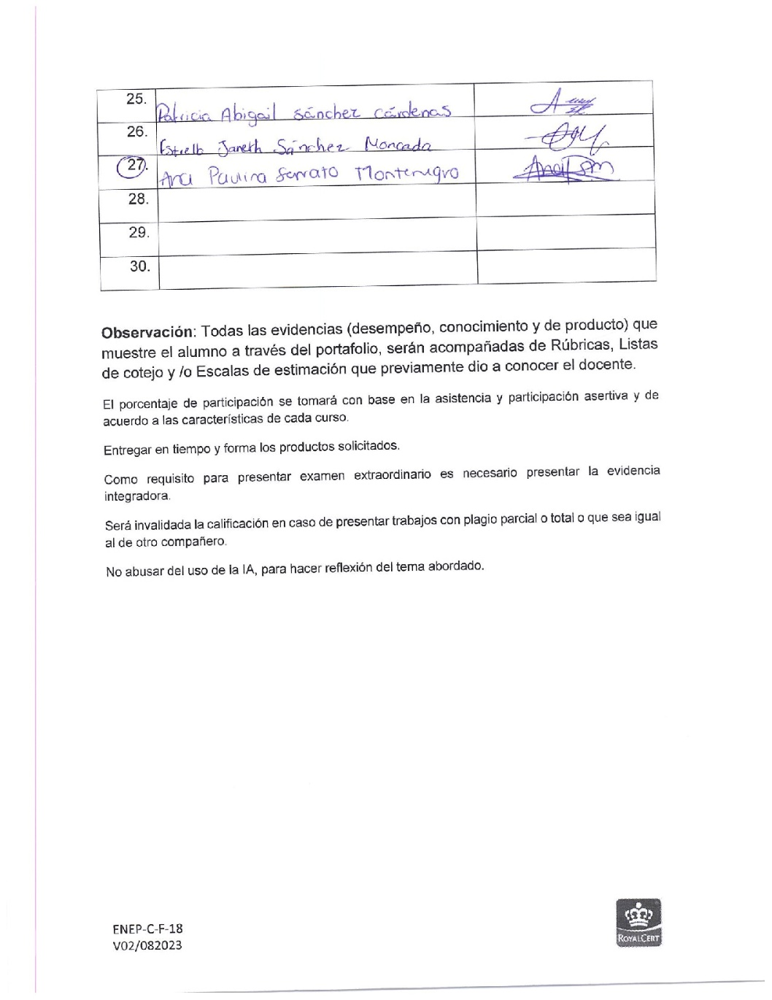 25. Patricia Abigail Sánchez Cárdenas
26. Estrella Janeth Sánchez Moncada
27. Ana Paulina Serrato Montenegro
28.
29.
30.
Observación: Todas las evidencias (desempeño, conocimiento y de producto) que
muestre el alumno a través del portafolio, serán acompañadas de Rúbricas, Listas
de cotejo y /o Escalas de estimación que previamente dio a conocer el docente.
El porcentaje de participación se tomará con base en la asistencia y participación asertiva y de
acuerdo a las características de cada curso.
Entregar en tiempo y forma los productos solicitados.
Como requisito para presentar examen extraordinario es necesario presentar la evidencia
integradora.
Será invalidada la calificación en caso de presentar trabajos con plagio parcial o total o que sea igual
al de otro compañero.
No abusar del uso de la IA, para hacer reflexión del tema abordado.
ENEP-C-F-18
V02/082023
ROYALCERT